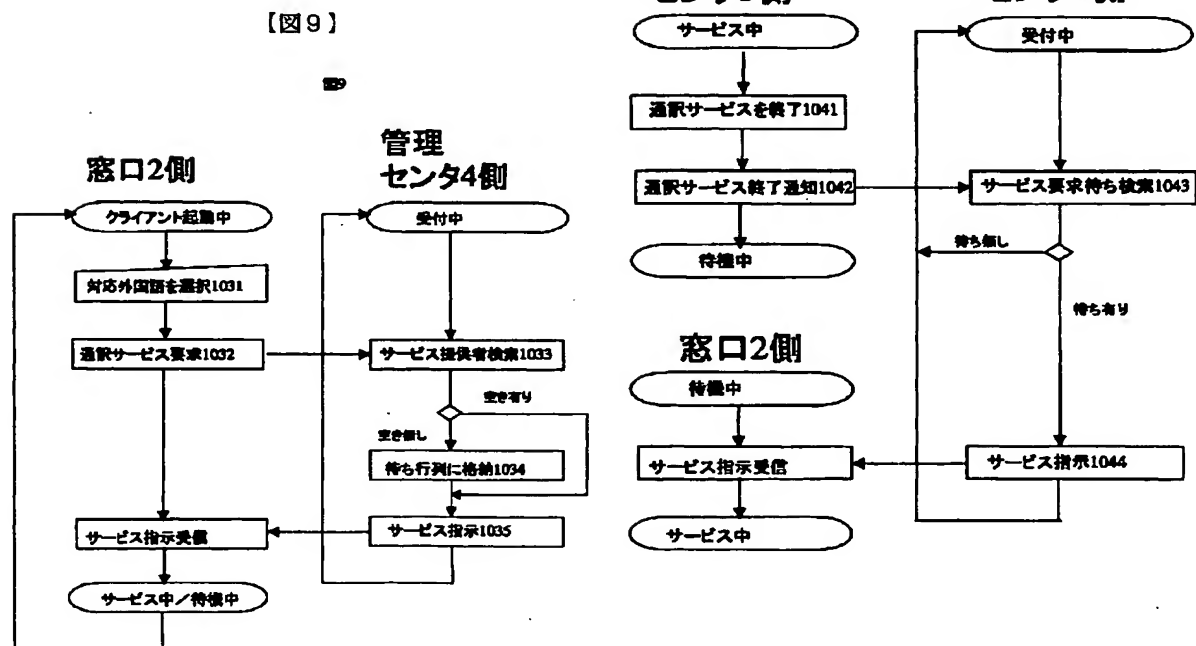 【図9】
図9
窓口2側
クライアント起動中
対応外国語を選択1031
通訳サービス要求1032
サービス指示受信
サービス中／待機中
管理
センタ4側
受付中
サービス提供者検索1033
空き有り
空き無し
待ち行列に格納1034
サービス指示1035
サービス中
通訳サービスを終了1041
通訳サービス終了通知1042
待機中
窓口2側
待機中
サービス指示受信
サービス中
受付中
サービス要求待ち検索1043
待ち無し
待ち有り
サービス指示1044